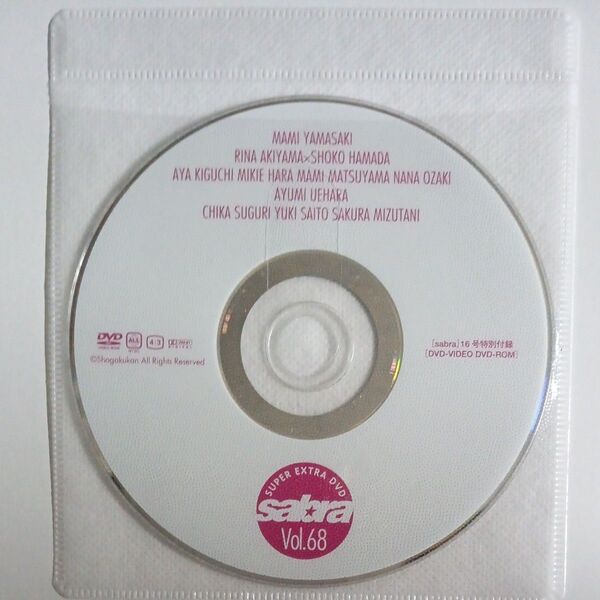 MAMI YAMASAKI
RINA AKIYAMA×SHOKO HAMADA
AYA KIGUCHI MIKIE HARA MAMI MATSUYAMA NANA OZAKI
AYUMI UEHARA
CHIKA SUGURI YUKI SAITO SAKURA MIZUTANI
DVD ALL 4:3
©Shogakukan All Rights Reserved
[sabra]16号特別付録
[DVD-VIDEO DVD-ROM]
SUPER EXTRA DVD
sabra
Vol.68